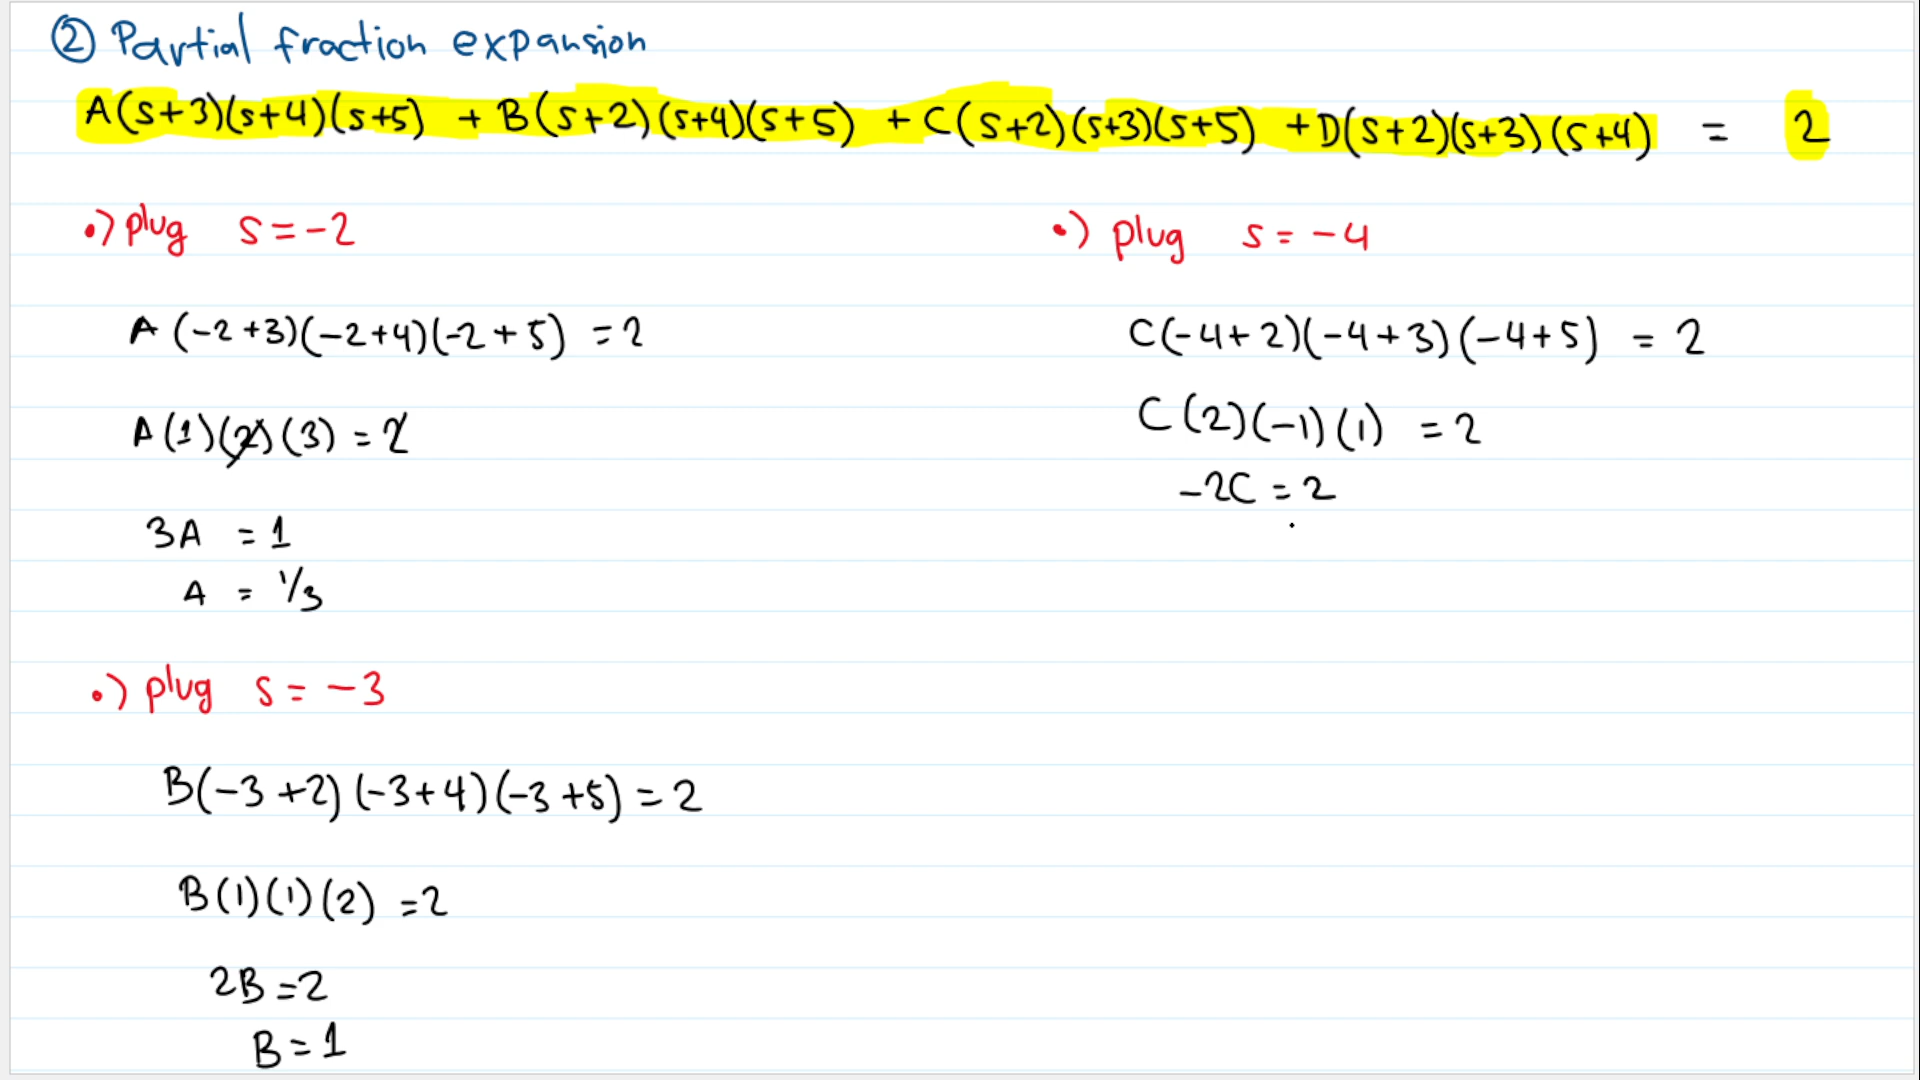 ② Partial fraction expansion
A(s+3)(s+4)(s+5) + B(s+2)(s+4)(s+5) + C(s+2)(s+3)(s+5) + D(s+2)(s+3)(s+4) = 2
•) plug s = -2
A(-2+3)(-2+4)(-2+5) = 2
A(1)(2)(3) = 2
3A = 1
A = 1/3
•) plug s = -3
B(-3+2)(-3+4)(-3+5) = 2
B(1)(1)(2) = 2
2B = 2
B = 1
•) plug s = -4
C(-4+2)(-4+3)(-4+5) = 2
C(2)(-1)(1) = 2
-2C = 2